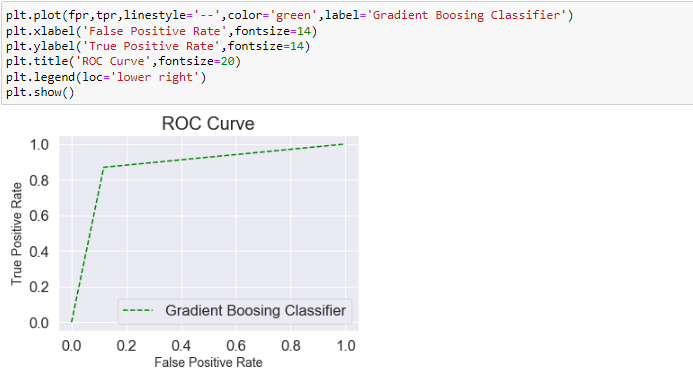 plt.plot(fpr,tpr,linestyle='--',color='green',label='Gradient Boosing Classifier')
plt.xlabel('False Positive Rate',fontsize=14)
plt.ylabel('True Positive Rate',fontsize=14)
plt.title('ROC Curve',fontsize=20)
plt.legend(loc='lower right')
plt.show()
ROC Curve
True Positive Rate
1.0
0.8
0.6
0.4
0.2
0.0
Gradient Boosing Classifier
0.0 0.2 0.4 0.6 0.8 1.0
False Positive Rate